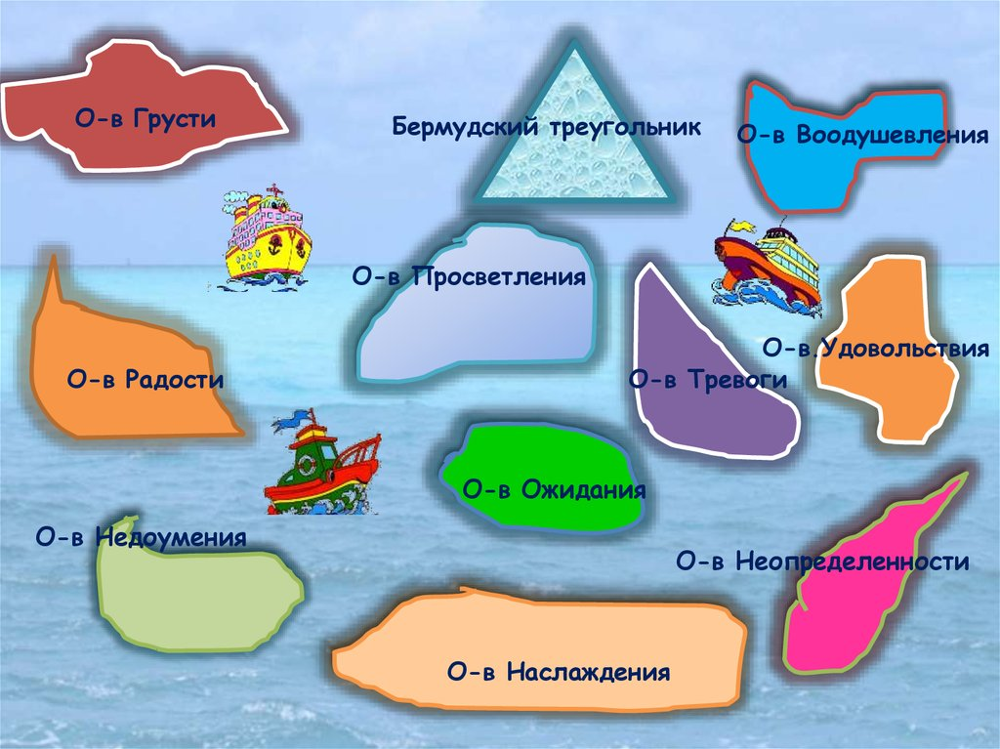 О-в Грусти
Бермудский треугольник
О-в Воодушевления
О-в Просветления
О-в Удовольствия
О-в Радости
О-в Тревоги
О-в Ожидания
О-в Недоумения
О-в Неопределенности
О-в Наслаждения